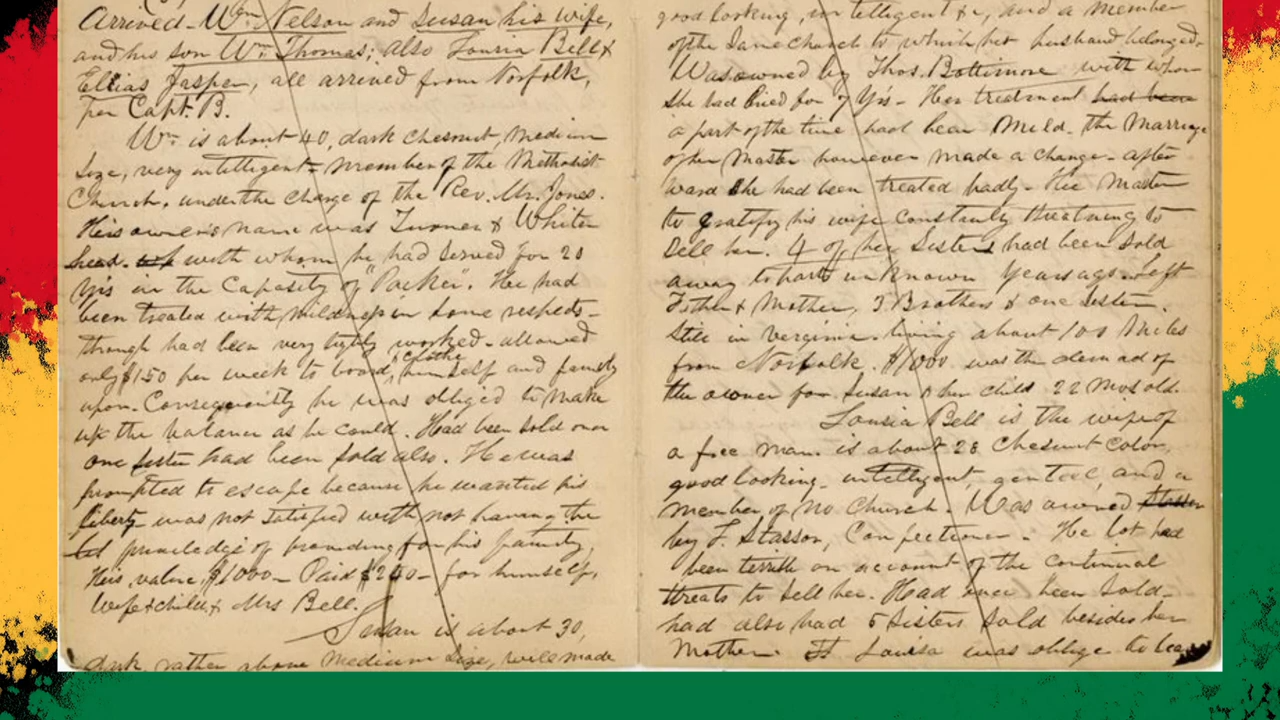 Arrived - Wm Nelson and Susan his wife,
and his son Wm Thomas; also Louisa Bell &
Ellias Jasper, all arrived from Norfolk,
per Capt. B.
Wm is about 40, dark chesnut, medium
Size, very intelligent - member of the Methodist
Church, under the charge of the Rev. Mr. Jones.
His owner's name was Turner & White
head. with whom he had served for 20
Yrs in the Capasity of "Packer". He had
been treated with mildness in some respects -
though had been very tightly worked - allowed
only $1.50 per week to board, clothe himself and family
upon. Consequently he was obliged to make
up the balance as he could. Had been sold once
one sister had been sold also. He was
prompted to escape because he wanted his
liberty - was not satisfied with not having the
priviledge of providing for his family,
His value $1000 - Paid $240 - for himself,
Wife & child & Mrs Bell.
Susan is about 30,
dark, rather above medium size, well made
good looking, intelligent &c, and a member
of the same church to which her husband belonged.
Was owned by Thos. Bottimore with whom
She had lived for 7 Yrs - Her treatment had been
a part of the time had been Mild. the Marriage
of her Master however made a change - after
ward She had been treated badly - Her Master
to gratify his wife constantly threatning to
Sell her. 4 of her Sisters had been Sold
away to parts unknown Years ago. Left
Father & Mother, 3 Brothers & one Sister
Still in verginia living about 100 Miles
from Norfolk. $1000 was the demad of
the owner for Susan & her child 22 Mos old.
Louisa Bell is the wife of
a free man. is about 28 Chesnut Color,
good looking - intelligent, genteel, and a
member of no Church. Was owned
by L. Stasson, Confectioner. He lot had
been terrible on account of the continual
threats to Sell her. Had once been Sold -
had also had 5 Sisters Sold besides her
Mother. Louisa was oblige to leave